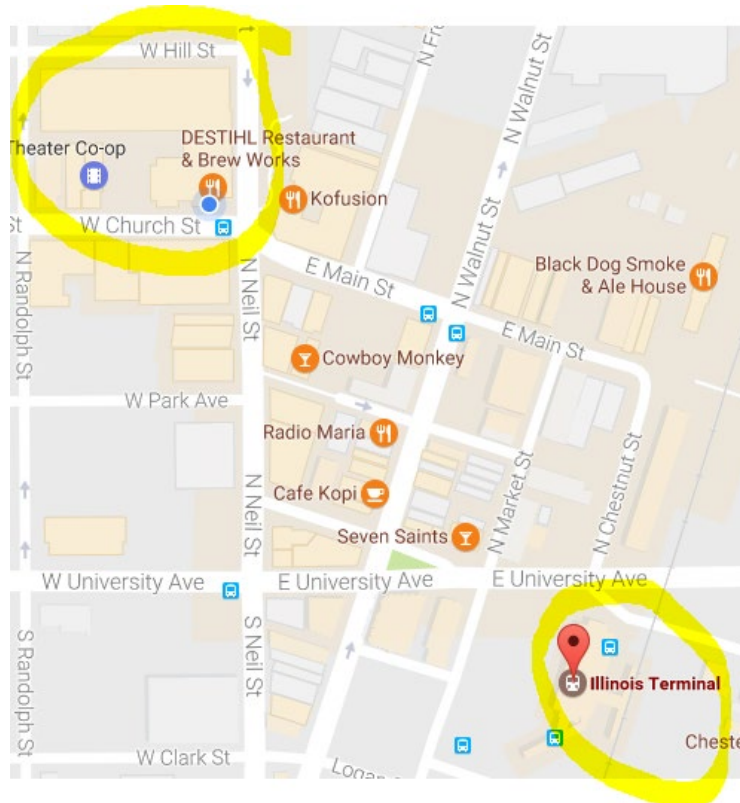 W Hill St
N Walnut St
Theater Co-op
DESTIHL Restaurant
& Brew Works
Kofusion
W Church St
St
N Randolph St
N Neil St
E Main St
N Walnut St
Black Dog Smoke
& Ale House
E Main St
Cowboy Monkey
W Park Ave
Radio Maria
Cafe Kopi
Seven Saints
N Neil St
N Market St
N Chestnut St
W University Ave
E University Ave
E University Ave
S Randolph St
S Neil St
Illinois Terminal
W Clark St